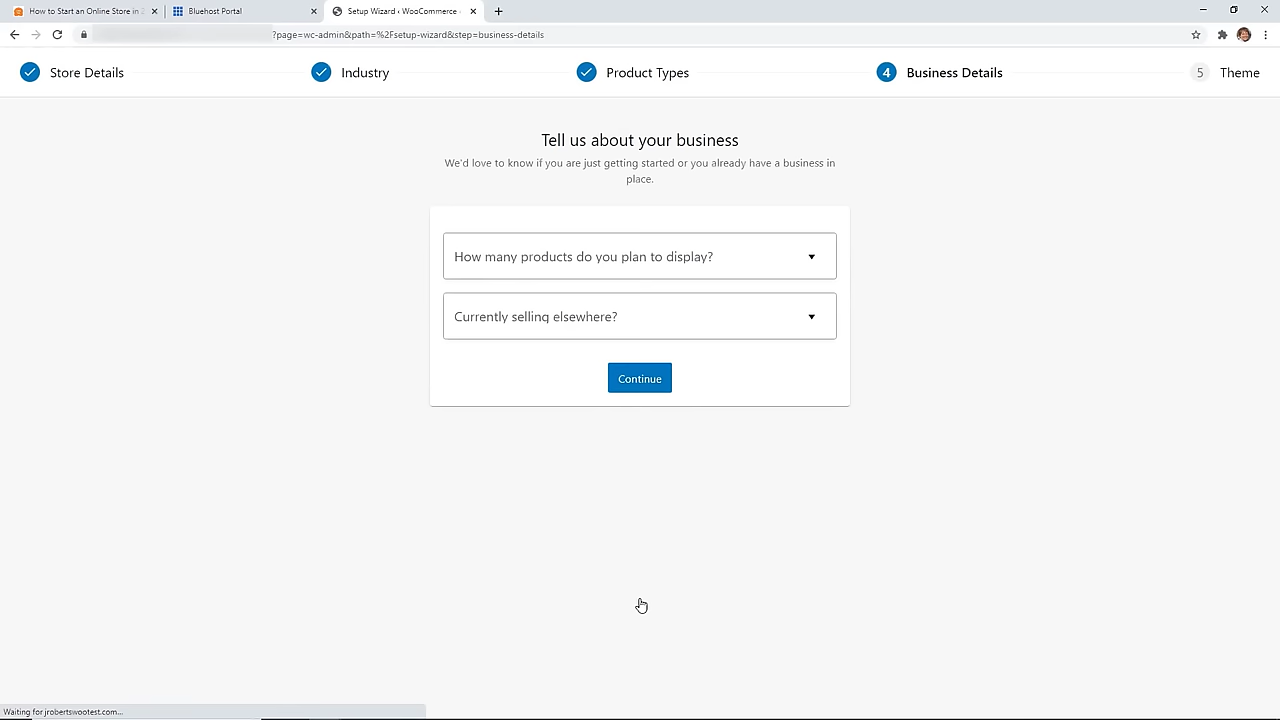 How to Start an Online Store in 2
Bluehost Portal
Setup Wizard ‹ WooCommerce
?page=wc-admin&path=%2Fsetup-wizard&step=business-details
Store Details
Industry
Product Types
4 Business Details
5 Theme
Tell us about your business
We'd love to know if you are just getting started or you already have a business in
place.
How many products do you plan to display?
Currently selling elsewhere?
Continue
Waiting for jrobertswootest.com...